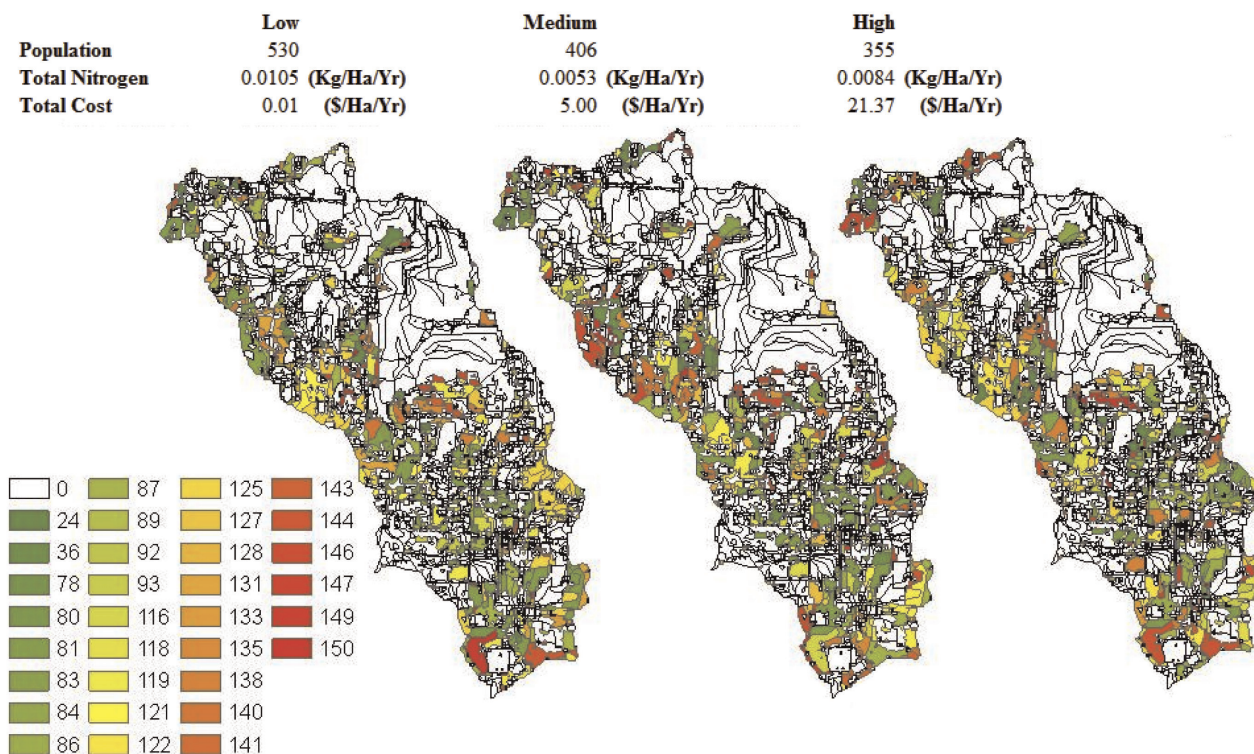 Low Medium High
Population 530 406 355
Total Nitrogen 0.0105 (Kg/Ha/Yr) 0.0053 (Kg/Ha/Yr) 0.0084 (Kg/Ha/Yr)
Total Cost 0.01 ($/Ha/Yr) 5.00 ($/Ha/Yr) 21.37 ($/Ha/Yr)
0 87 125 143
24 89 127 144
36 92 128 146
78 93 131 147
80 116 133 149
81 118 135 150
83 119 138
84 121 140
86 122 141